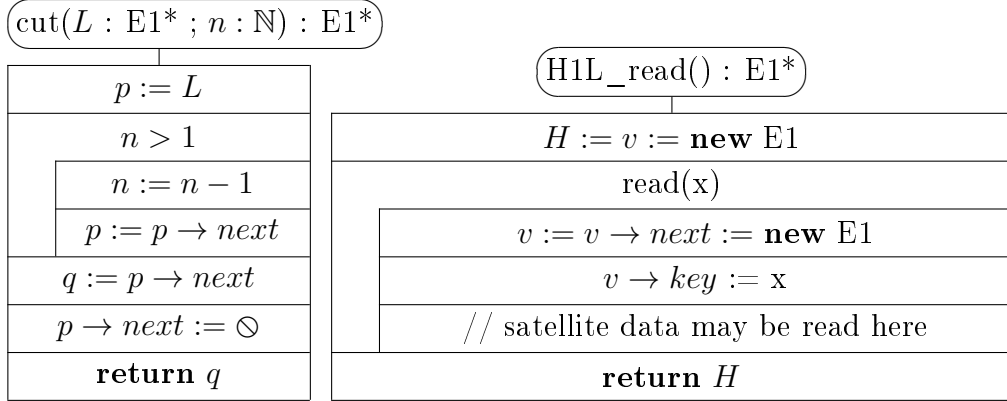 cut(L : E1* ; n : ℕ) : E1*
p := L
n > 1
n := n − 1
p := p → next
q := p → next
p → next := ⦸
return q
H1L_read() : E1*
H := v := new E1
read(x)
v := v → next := new E1
v → key := x
// satellite data may be read here
return H